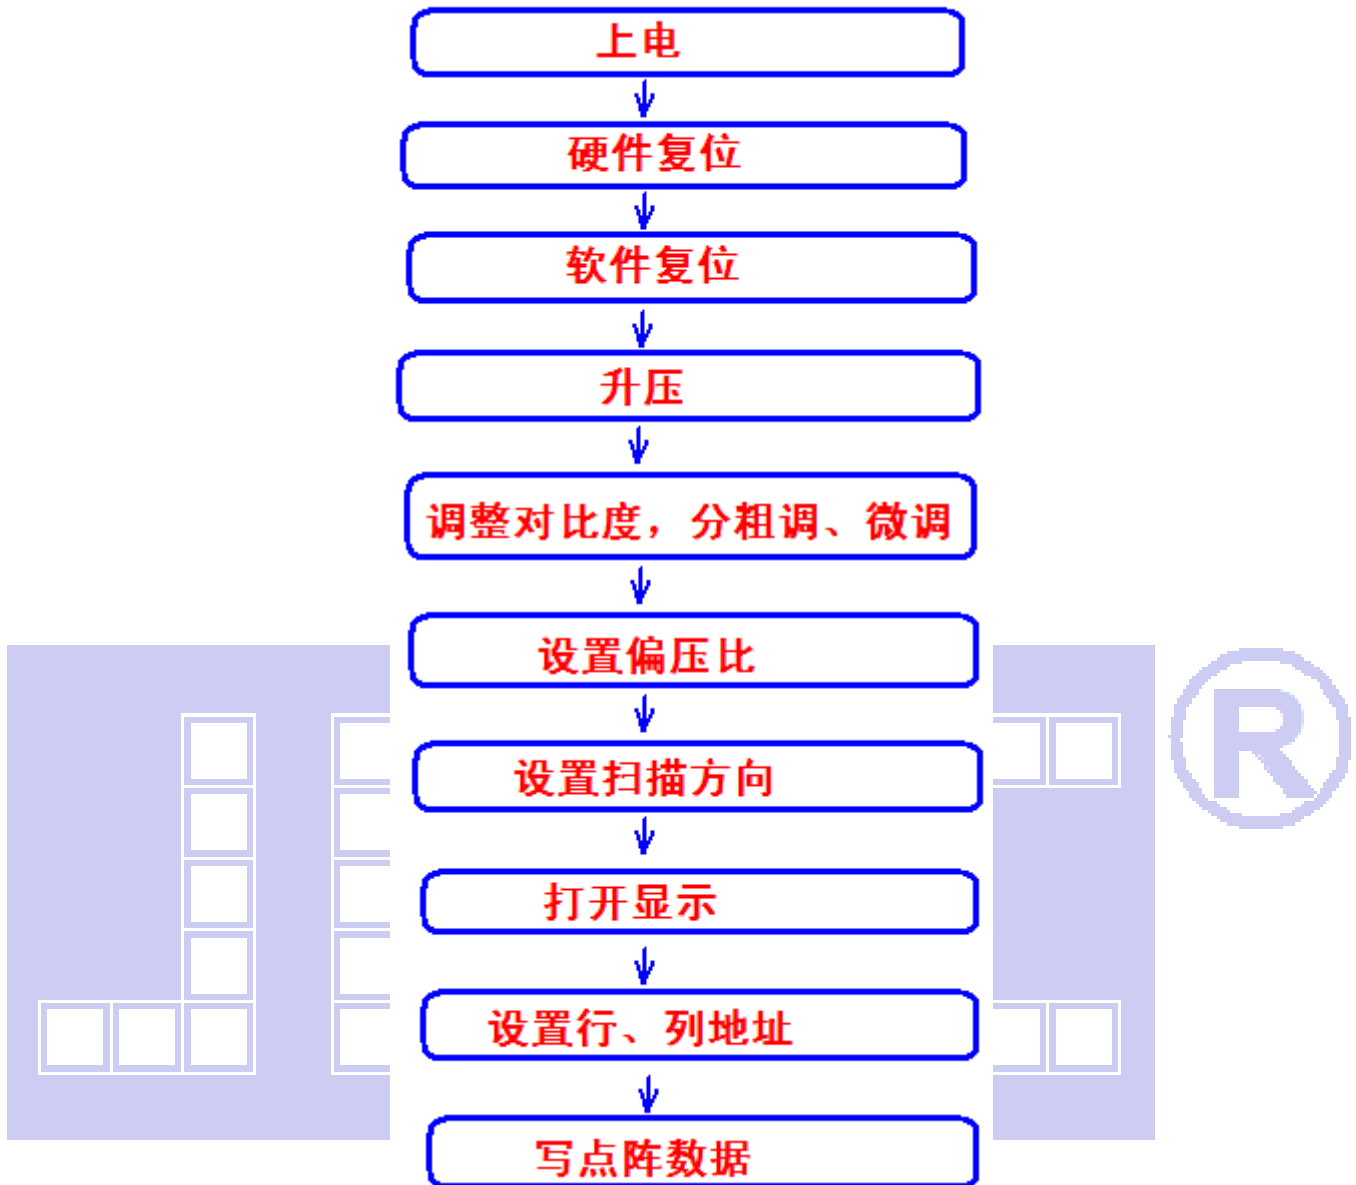 上电
硬件复位
软件复位
升压
调整对比度，分粗调、微调
设置偏压比
设置扫描方向
打开显示
设置行、列地址
写点阵数据
®